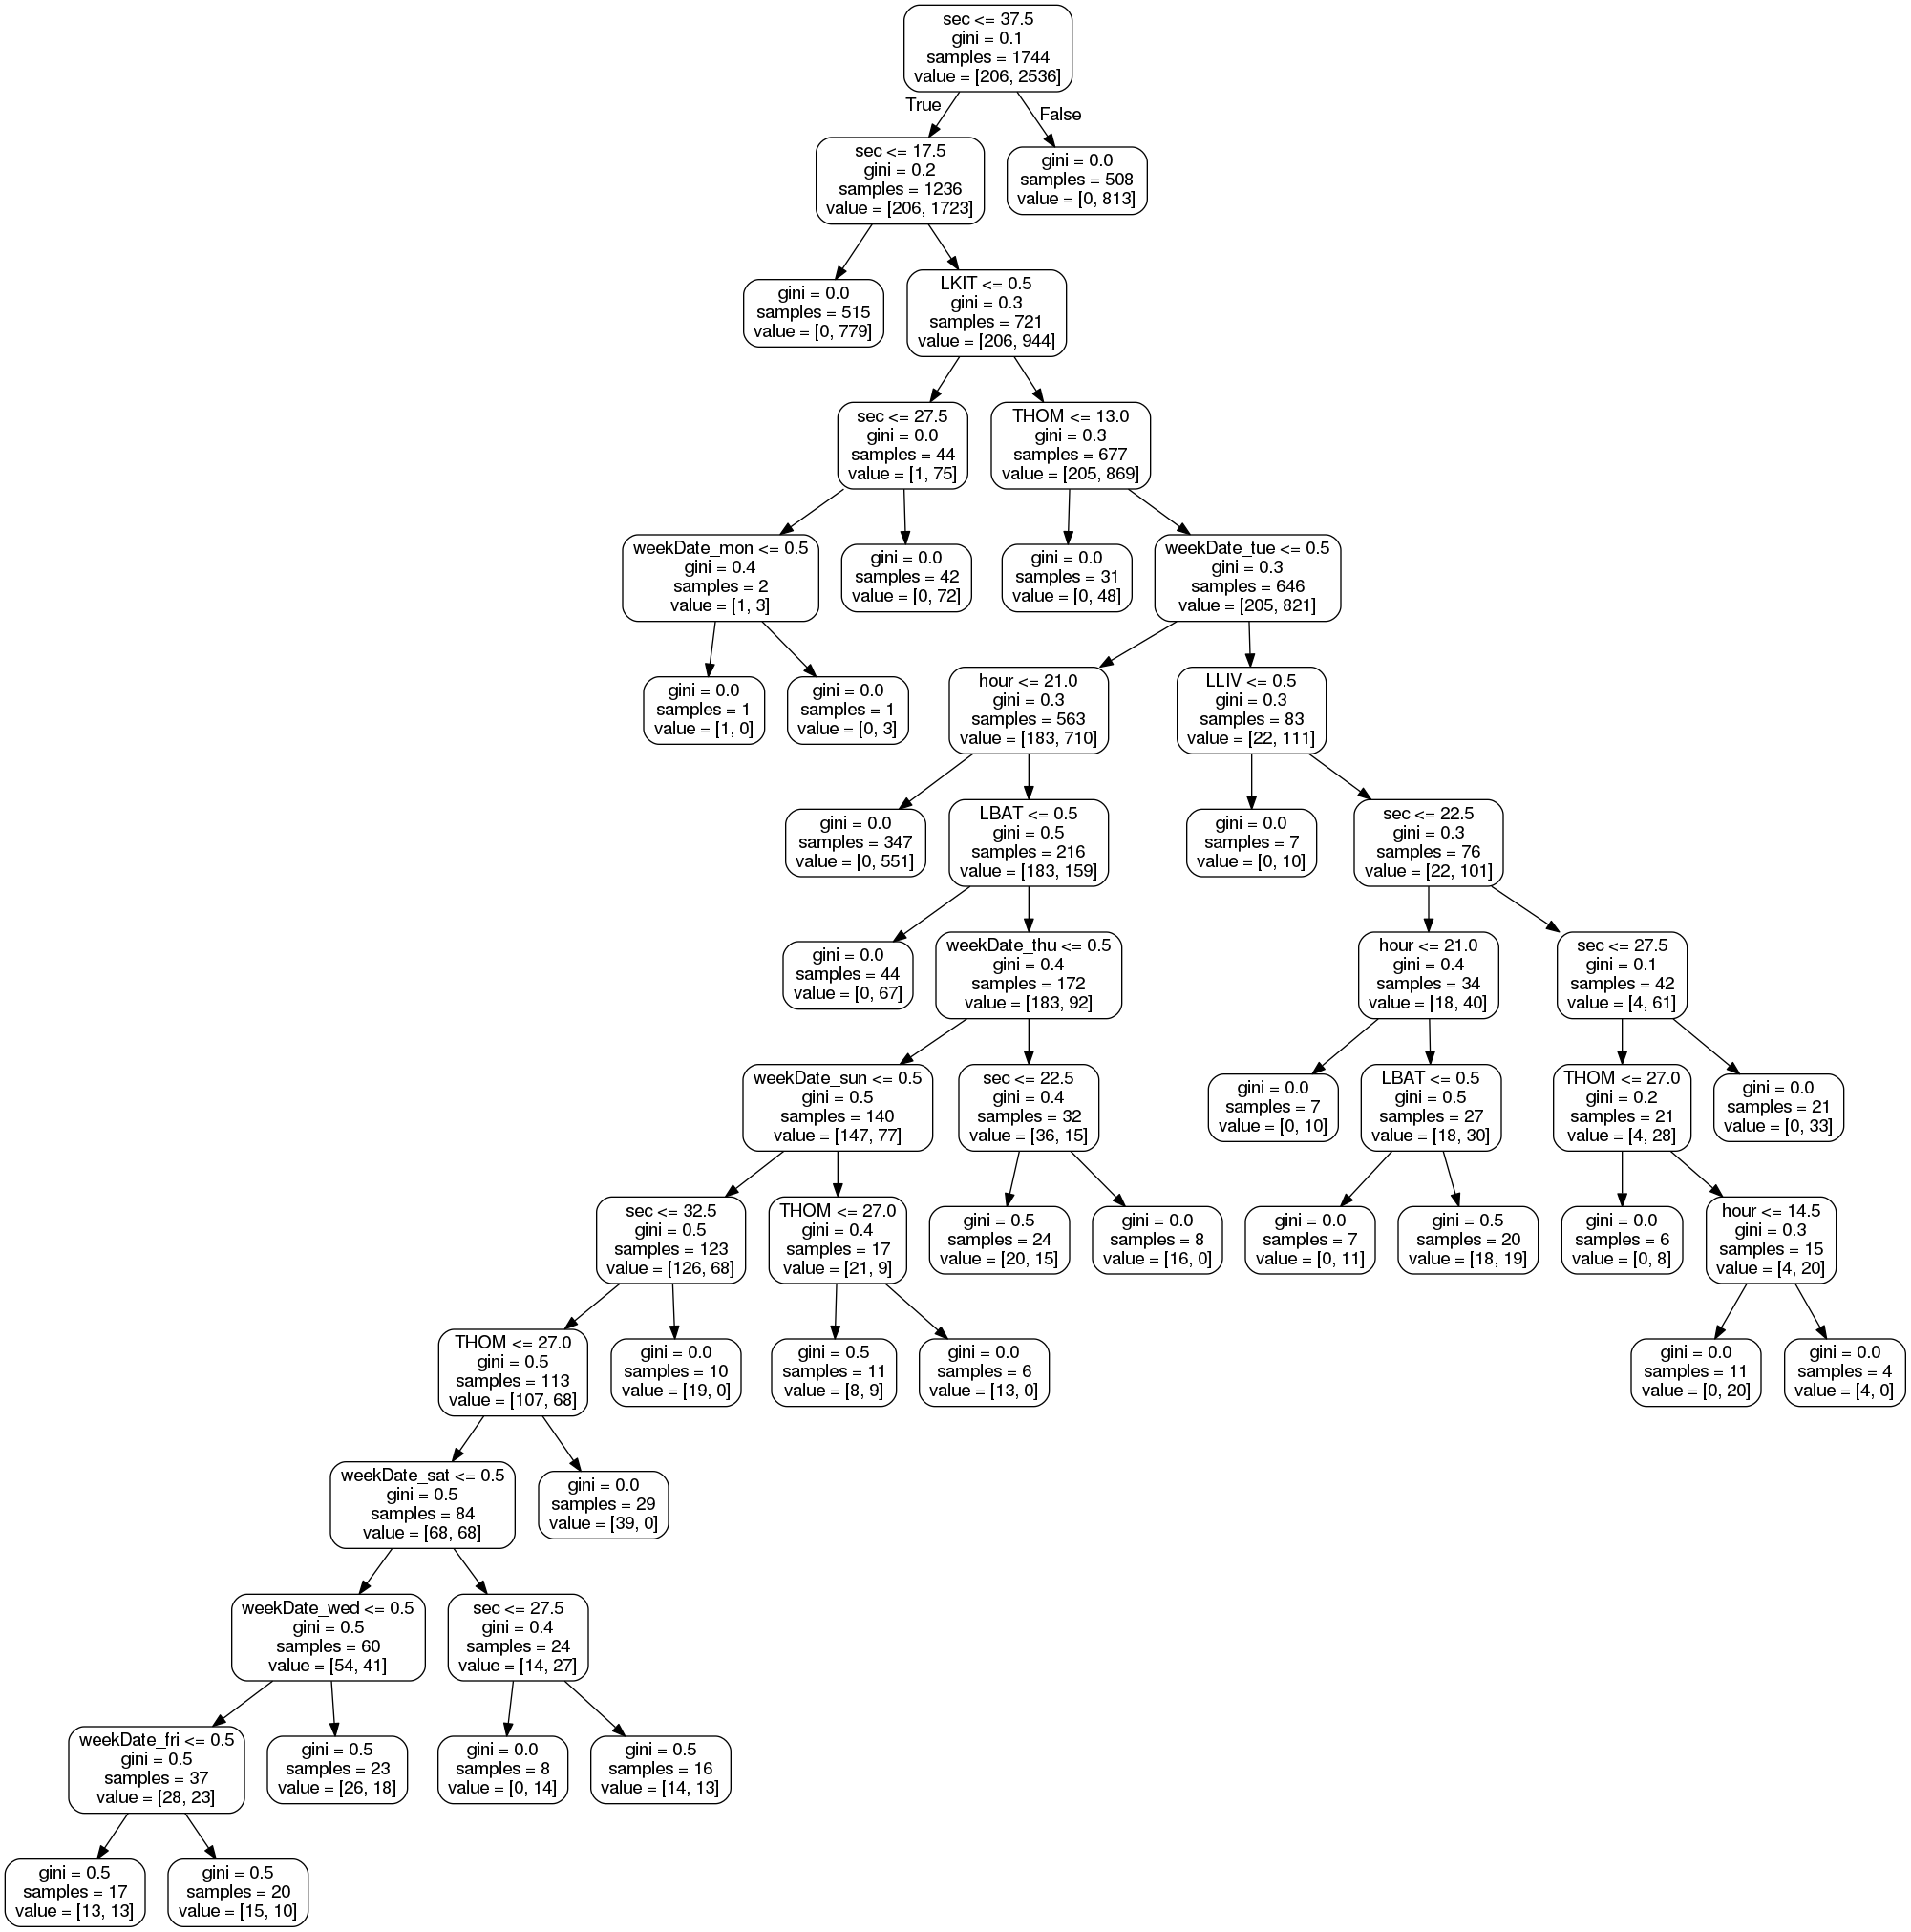 sec <= 37.5
gini = 0.1
samples = 1744
value = [206, 2536]
True
False
sec <= 17.5
gini = 0.2
samples = 1236
value = [206, 1723]
gini = 0.0
samples = 508
value = [0, 813]
gini = 0.0
samples = 515
value = [0, 779]
LKIT <= 0.5
gini = 0.3
samples = 721
value = [206, 944]
sec <= 27.5
gini = 0.0
samples = 44
value = [1, 75]
THOM <= 13.0
gini = 0.3
samples = 677
value = [205, 869]
weekDate_mon <= 0.5
gini = 0.4
samples = 2
value = [1, 3]
gini = 0.0
samples = 42
value = [0, 72]
gini = 0.0
samples = 31
value = [0, 48]
weekDate_tue <= 0.5
gini = 0.3
samples = 646
value = [205, 821]
gini = 0.0
samples = 1
value = [1, 0]
gini = 0.0
samples = 1
value = [0, 3]
hour <= 21.0
gini = 0.3
samples = 563
value = [183, 710]
LLIV <= 0.5
gini = 0.3
samples = 83
value = [22, 111]
gini = 0.0
samples = 347
value = [0, 551]
LBAT <= 0.5
gini = 0.5
samples = 216
value = [183, 159]
gini = 0.0
samples = 7
value = [0, 10]
sec <= 22.5
gini = 0.3
samples = 76
value = [22, 101]
gini = 0.0
samples = 44
value = [0, 67]
weekDate_thu <= 0.5
gini = 0.4
samples = 172
value = [183, 92]
hour <= 21.0
gini = 0.4
samples = 34
value = [18, 40]
sec <= 27.5
gini = 0.1
samples = 42
value = [4, 61]
weekDate_sun <= 0.5
gini = 0.5
samples = 140
value = [147, 77]
sec <= 22.5
gini = 0.4
samples = 32
value = [36, 15]
gini = 0.0
samples = 7
value = [0, 10]
LBAT <= 0.5
gini = 0.5
samples = 27
value = [18, 30]
THOM <= 27.0
gini = 0.2
samples = 21
value = [4, 28]
gini = 0.0
samples = 21
value = [0, 33]
sec <= 32.5
gini = 0.5
samples = 123
value = [126, 68]
THOM <= 27.0
gini = 0.4
samples = 17
value = [21, 9]
gini = 0.5
samples = 24
value = [20, 15]
gini = 0.0
samples = 8
value = [16, 0]
gini = 0.0
samples = 7
value = [0, 11]
gini = 0.5
samples = 20
value = [18, 19]
gini = 0.0
samples = 6
value = [0, 8]
hour <= 14.5
gini = 0.3
samples = 15
value = [4, 20]
THOM <= 27.0
gini = 0.5
samples = 113
value = [107, 68]
gini = 0.0
samples = 10
value = [19, 0]
gini = 0.5
samples = 11
value = [8, 9]
gini = 0.0
samples = 6
value = [13, 0]
gini = 0.0
samples = 11
value = [0, 20]
gini = 0.0
samples = 4
value = [4, 0]
weekDate_sat <= 0.5
gini = 0.5
samples = 84
value = [68, 68]
gini = 0.0
samples = 29
value = [39, 0]
weekDate_wed <= 0.5
gini = 0.5
samples = 60
value = [54, 41]
sec <= 27.5
gini = 0.4
samples = 24
value = [14, 27]
weekDate_fri <= 0.5
gini = 0.5
samples = 37
value = [28, 23]
gini = 0.5
samples = 23
value = [26, 18]
gini = 0.0
samples = 8
value = [0, 14]
gini = 0.5
samples = 16
value = [14, 13]
gini = 0.5
samples = 17
value = [13, 13]
gini = 0.5
samples = 20
value = [15, 10]